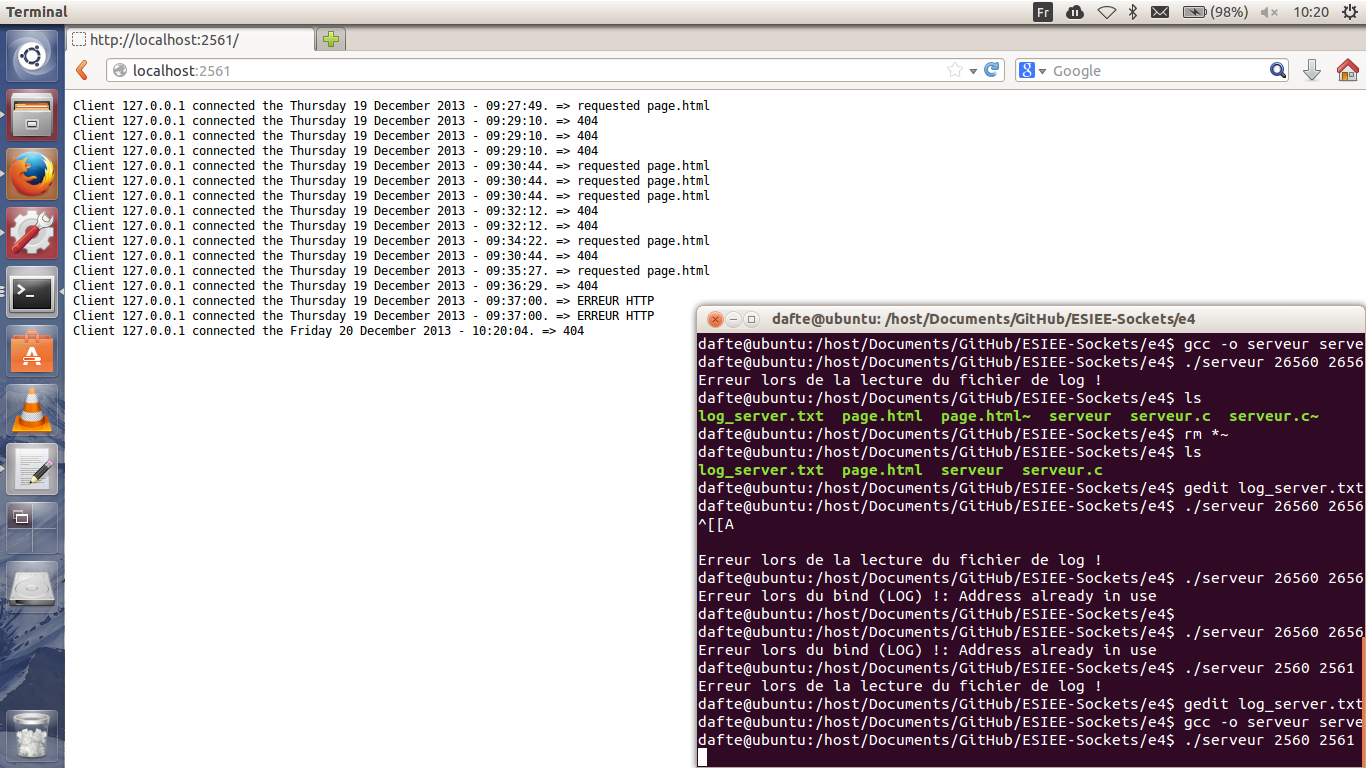 Terminal
Fr
(98%)
10:20
http://localhost:2561/
localhost:2561
Google
Client 127.0.0.1 connected the Thursday 19 December 2013 - 09:27:49. => requested page.html
Client 127.0.0.1 connected the Thursday 19 December 2013 - 09:29:10. => 404
Client 127.0.0.1 connected the Thursday 19 December 2013 - 09:29:10. => 404
Client 127.0.0.1 connected the Thursday 19 December 2013 - 09:29:10. => 404
Client 127.0.0.1 connected the Thursday 19 December 2013 - 09:30:44. => requested page.html
Client 127.0.0.1 connected the Thursday 19 December 2013 - 09:30:44. => requested page.html
Client 127.0.0.1 connected the Thursday 19 December 2013 - 09:30:44. => requested page.html
Client 127.0.0.1 connected the Thursday 19 December 2013 - 09:32:12. => 404
Client 127.0.0.1 connected the Thursday 19 December 2013 - 09:32:12. => 404
Client 127.0.0.1 connected the Thursday 19 December 2013 - 09:34:22. => requested page.html
Client 127.0.0.1 connected the Thursday 19 December 2013 - 09:30:44. => 404
Client 127.0.0.1 connected the Thursday 19 December 2013 - 09:35:27. => requested page.html
Client 127.0.0.1 connected the Thursday 19 December 2013 - 09:36:29. => 404
Client 127.0.0.1 connected the Thursday 19 December 2013 - 09:37:00. => ERREUR HTTP
Client 127.0.0.1 connected the Thursday 19 December 2013 - 09:37:00. => ERREUR HTTP
Client 127.0.0.1 connected the Friday 20 December 2013 - 10:20:04. => 404
dafte@ubuntu: /host/Documents/GitHub/ESIEE-Sockets/e4
dafte@ubuntu:/host/Documents/GitHub/ESIEE-Sockets/e4$ gcc -o serveur serve
dafte@ubuntu:/host/Documents/GitHub/ESIEE-Sockets/e4$ ./serveur 26560 2656
Erreur lors de la lecture du fichier de log !
dafte@ubuntu:/host/Documents/GitHub/ESIEE-Sockets/e4$ ls
log_server.txt page.html page.html~ serveur serveur.c serveur.c~
dafte@ubuntu:/host/Documents/GitHub/ESIEE-Sockets/e4$ rm *~
dafte@ubuntu:/host/Documents/GitHub/ESIEE-Sockets/e4$ ls
log_server.txt page.html serveur serveur.c
dafte@ubuntu:/host/Documents/GitHub/ESIEE-Sockets/e4$ gedit log_server.txt
dafte@ubuntu:/host/Documents/GitHub/ESIEE-Sockets/e4$ ./serveur 26560 2656
^[[A
Erreur lors de la lecture du fichier de log !
dafte@ubuntu:/host/Documents/GitHub/ESIEE-Sockets/e4$ ./serveur 26560 2656
Erreur lors du bind (LOG) !: Address already in use
dafte@ubuntu:/host/Documents/GitHub/ESIEE-Sockets/e4$
dafte@ubuntu:/host/Documents/GitHub/ESIEE-Sockets/e4$ ./serveur 26560 2656
Erreur lors du bind (LOG) !: Address already in use
dafte@ubuntu:/host/Documents/GitHub/ESIEE-Sockets/e4$ ./serveur 2560 2561
Erreur lors de la lecture du fichier de log !
dafte@ubuntu:/host/Documents/GitHub/ESIEE-Sockets/e4$ gedit log_server.txt
dafte@ubuntu:/host/Documents/GitHub/ESIEE-Sockets/e4$ gcc -o serveur serve
dafte@ubuntu:/host/Documents/GitHub/ESIEE-Sockets/e4$ ./serveur 2560 2561